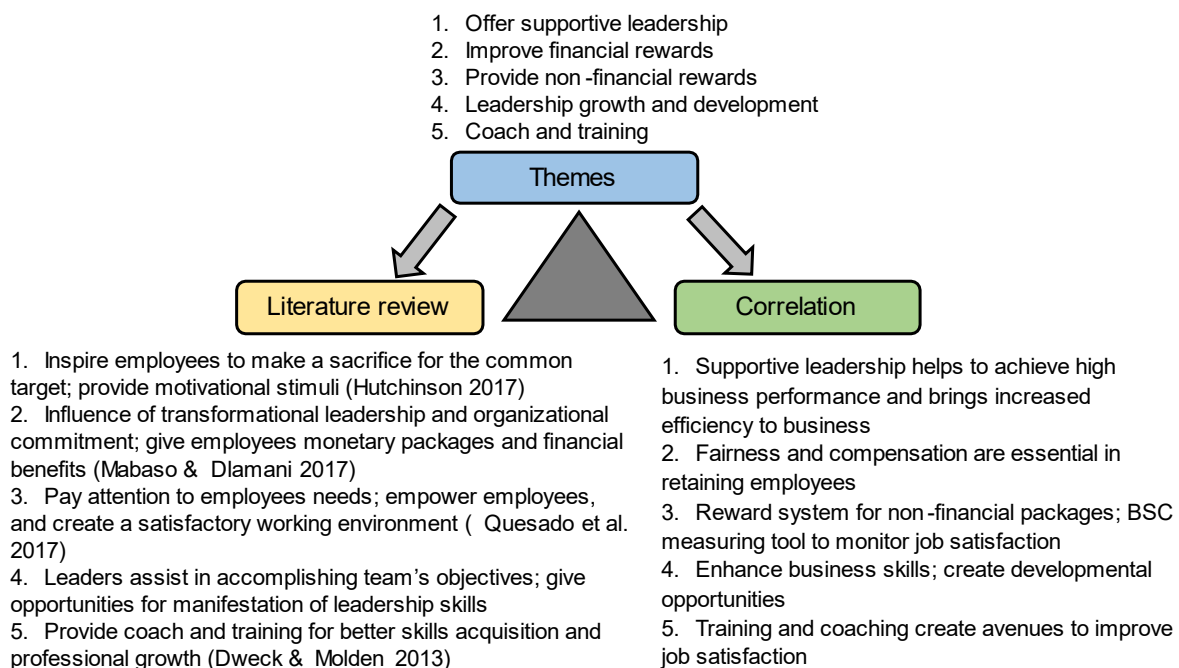 1. Offer supportive leadership
2. Improve financial rewards
3. Provide non-financial rewards
4. Leadership growth and development
5. Coach and training
Themes
Literature review
Correlation
1. Inspire employees to make a sacrifice for the common
target; provide motivational stimuli (Hutchinson 2017)
2. Influence of transformational leadership and organizational
commitment; give employees monetary packages and financial
benefits (Mabaso & Dlamani 2017)
3. Pay attention to employees needs; empower employees,
and create a satisfactory working environment ( Quesado et al.
2017)
4. Leaders assist in accomplishing team's objectives; give
opportunities for manifestation of leadership skills
5. Provide coach and training for better skills acquisition and
professional growth (Dweck & Molden 2013)
1. Supportive leadership helps to achieve high
business performance and brings increased
efficiency to business
2. Fairness and compensation are essential in
retaining employees
3. Reward system for non-financial packages; BSC
measuring tool to monitor job satisfaction
4. Enhance business skills; create developmental
opportunities
5. Training and coaching create avenues to improve
job satisfaction